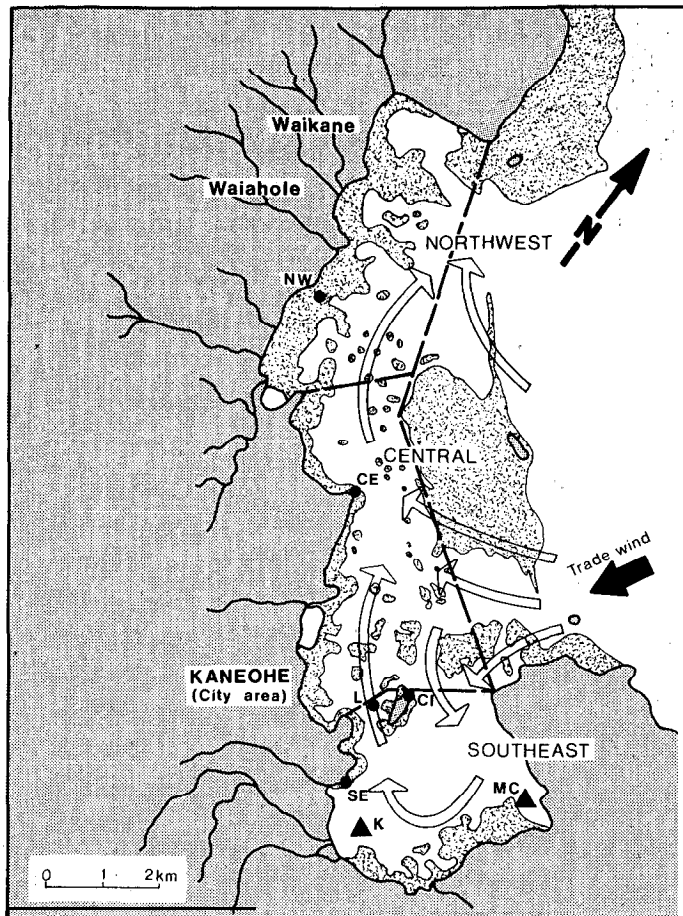 Waikane
Waiahole
N
NORTHWEST
NW
CENTRAL
CE
Trade wind
KANEOHE
(City area)
L
CI
SOUTHEAST
SE
MC
K
0 1 2km